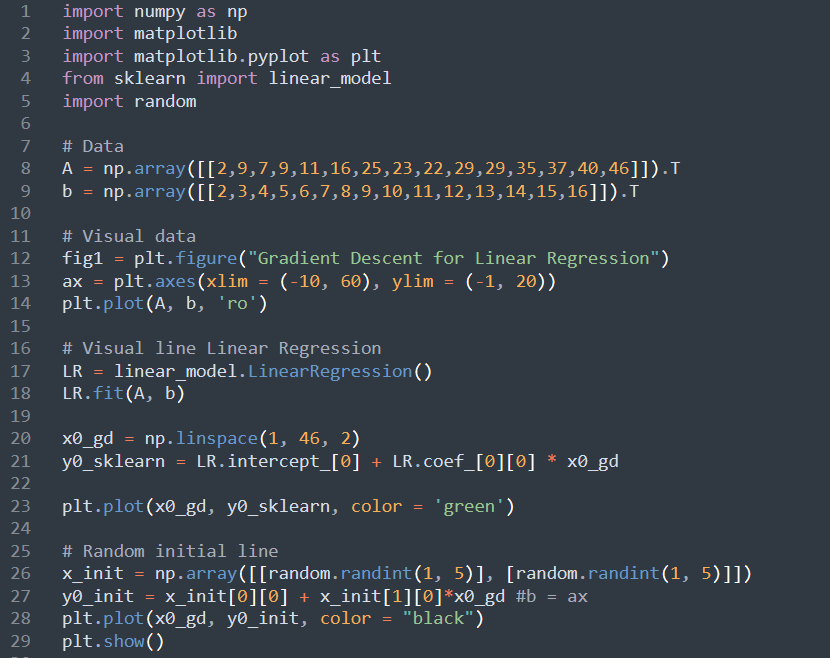 1 import numpy as np
2 import matplotlib
3 import matplotlib.pyplot as plt
4 from sklearn import linear_model
5 import random
6
7 # Data
8 A = np.array([[2,9,7,9,11,16,25,23,22,29,29,35,37,40,46]]).T
9 b = np.array([[2,3,4,5,6,7,8,9,10,11,12,13,14,15,16]]).T
10
11 # Visual data
12 fig1 = plt.figure("Gradient Descent for Linear Regression")
13 ax = plt.axes(xlim = (-10, 60), ylim = (-1, 20))
14 plt.plot(A, b, 'ro')
15
16 # Visual line Linear Regression
17 LR = linear_model.LinearRegression()
18 LR.fit(A, b)
19
20 x0_gd = np.linspace(1, 46, 2)
21 y0_sklearn = LR.intercept_[0] + LR.coef_[0][0] * x0_gd
22
23 plt.plot(x0_gd, y0_sklearn, color = 'green')
24
25 # Random initial line
26 x_init = np.array([[random.randint(1, 5)], [random.randint(1, 5)]])
27 y0_init = x_init[0][0] + x_init[1][0]*x0_gd #b = ax
28 plt.plot(x0_gd, y0_init, color = "black")
29 plt.show()